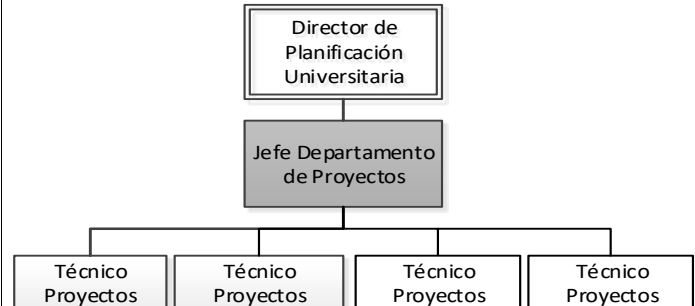 Director de
Planificación
Universitaria
Jefe Departamento
de Proyectos
Técnico
Proyectos
Técnico
Proyectos
Técnico
Proyectos
Técnico
Proyectos